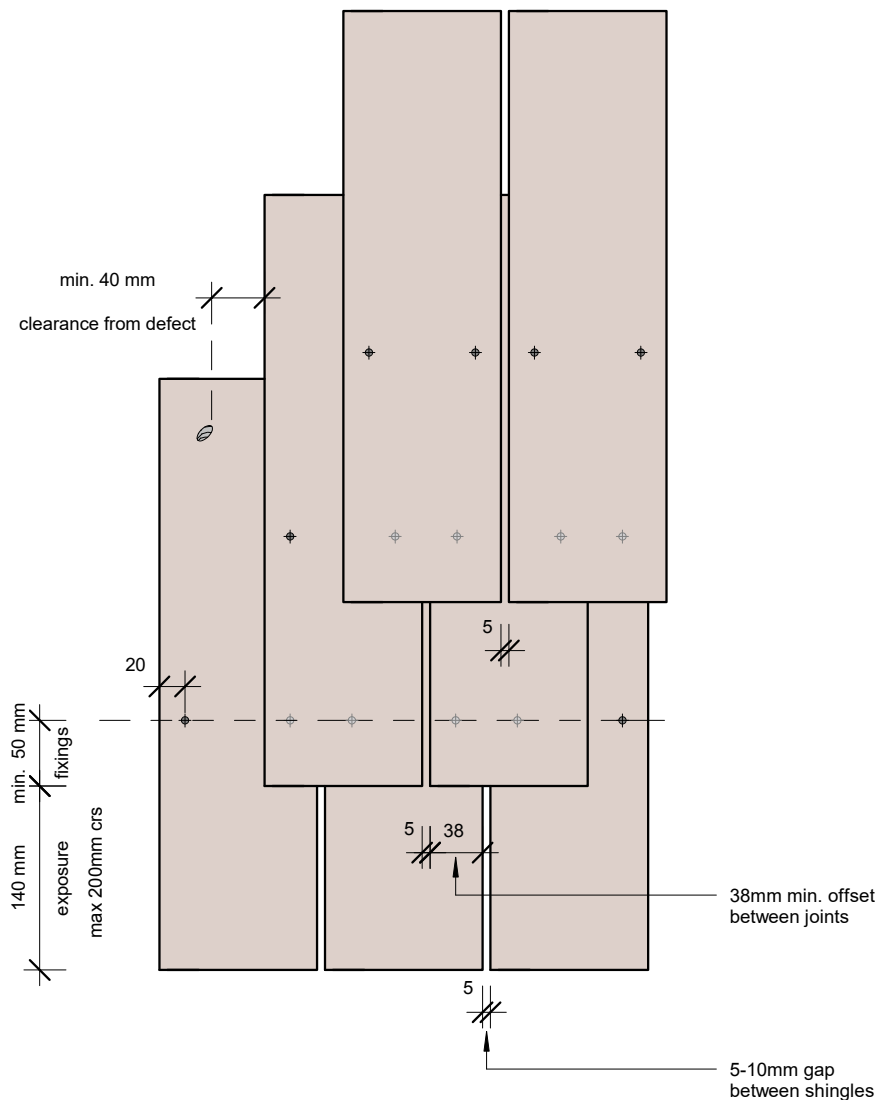 min. 40 mm
clearance from defect
5
20
min. 50 mm
fixings
140 mm
exposure
max 200mm crs
5 38
38mm min. offset
between joints
5
5-10mm gap
between shingles